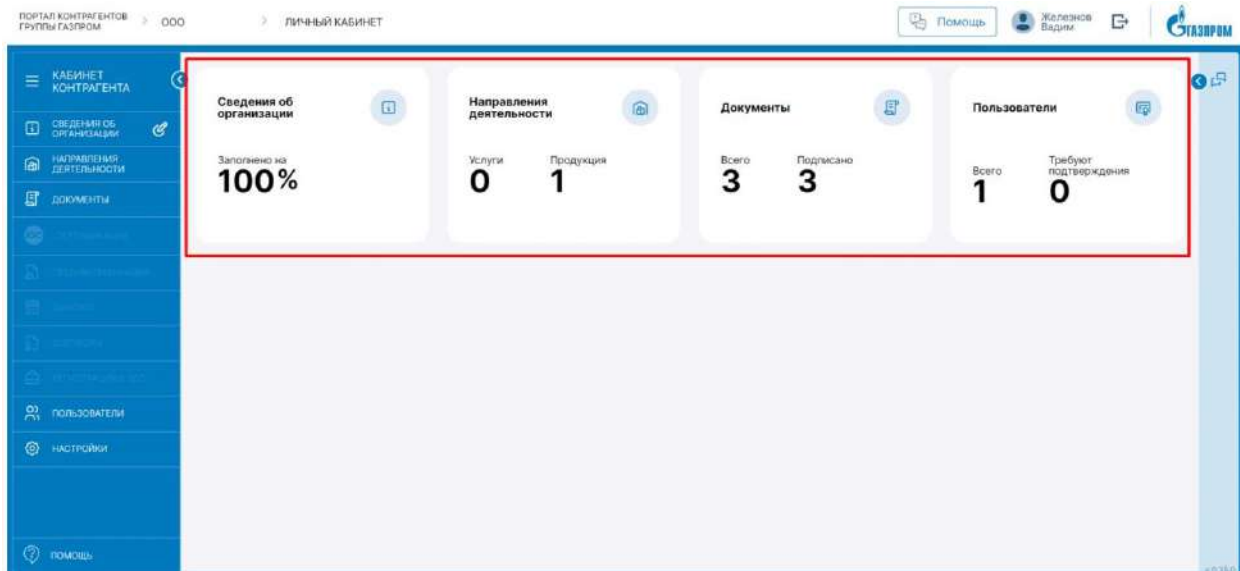 ПОРТАЛ КОНТРАГЕНТОВ
ГРУППЫ ГАЗПРОМ
ООО
ЛИЧНЫЙ КАБИНЕТ
Помощь
Железнов
Вадим
ГАЗПРОМ
КАБИНЕТ
КОНТРАГЕНТА
СВЕДЕНИЯ ОБ
ОРГАНИЗАЦИИ
НАПРАВЛЕНИЯ
ДЕЯТЕЛЬНОСТИ
ДОКУМЕНТЫ
ПОЛЬЗОВАТЕЛИ
НАСТРОЙКИ
ПОМОЩЬ
Сведения об
организации
Заполнено на
100%
Направления
деятельности
Услуги Продукция
0 1
Документы
Всего Подписано
3 3
Пользователи
Всего Требуют
подтверждения
1 0